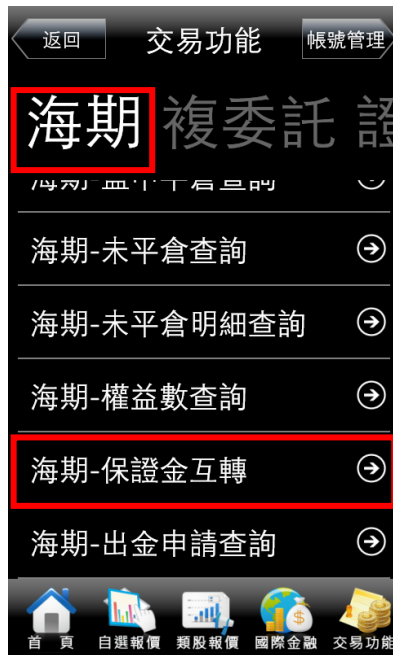 返回 交易功能 帳號管理
海期 複委託 證
海期-未平倉查詢
海期-未平倉明細查詢
海期-權益數查詢
海期-保證金互轉
海期-出金申請查詢
首頁 自選報價 類股報價 國際金融 交易功能